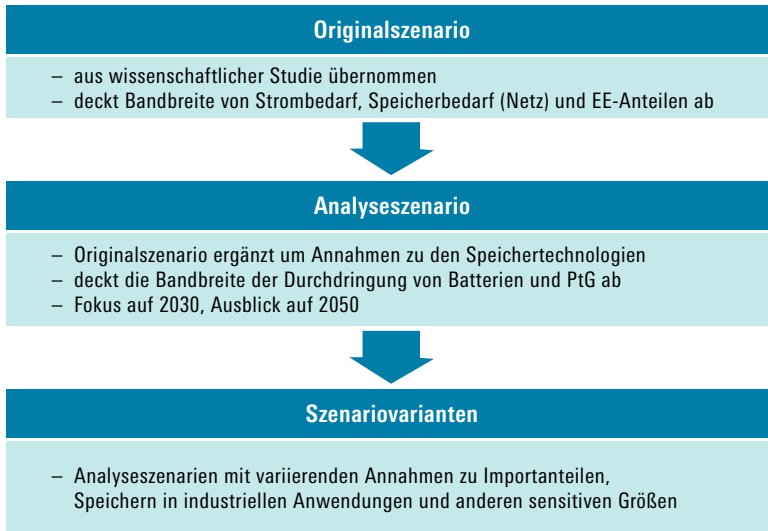 Originalszenario
– aus wissenschaftlicher Studie übernommen
– deckt Bandbreite von Strombedarf, Speicherbedarf (Netz) und EE-Anteilen ab
Analyseszenario
– Originalszenario ergänzt um Annahmen zu den Speichertechnologien
– deckt die Bandbreite der Durchdringung von Batterien und PtG ab
– Fokus auf 2030, Ausblick auf 2050
Szenariovarianten
– Analyseszenarien mit variierenden Annahmen zu Importanteilen,
Speichern in industriellen Anwendungen und anderen sensitiven Größen